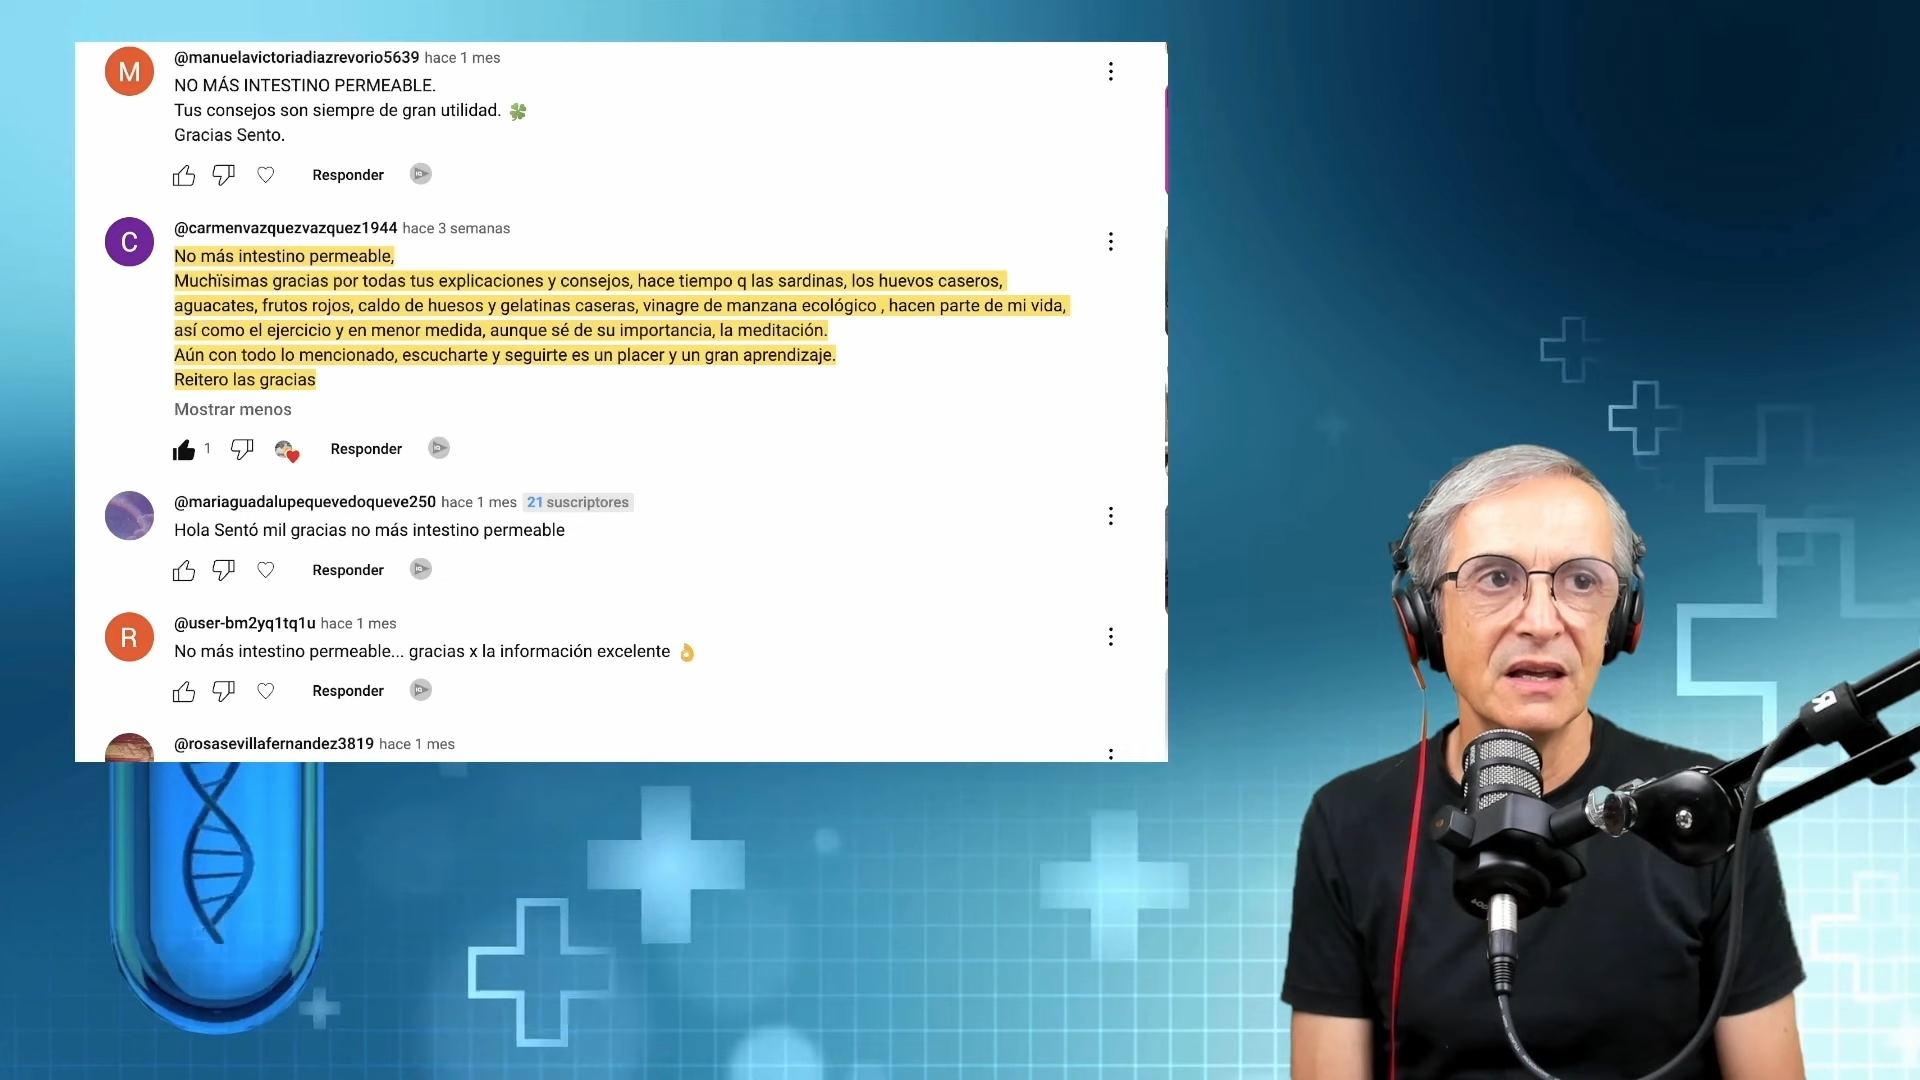 M
@manuelavictoriadiazrevorio5639 hace 1 mes
NO MÁS INTESTINO PERMEABLE.
Tus consejos son siempre de gran utilidad. 🍀
Gracias Sento.
Responder
C
@carmenvazquezvazquez1944 hace 3 semanas
No más intestino permeable,
Muchïsimas gracias por todas tus explicaciones y consejos, hace tiempo q las sardinas, los huevos caseros,
aguacates, frutos rojos, caldo de huesos y gelatinas caseras, vinagre de manzana ecológico , hacen parte de mi vida,
así como el ejercicio y en menor medida, aunque sé de su importancia, la meditación.
Aún con todo lo mencionado, escucharte y seguirte es un placer y un gran aprendizaje.
Reitero las gracias
Mostrar menos
1 Responder
@mariaguadalupequevedoqueve250 hace 1 mes 21 suscriptores
Hola Sentó mil gracias no más intestino permeable
Responder
R
@user-bm2yq1tq1u hace 1 mes
No más intestino permeable... gracias x la información excelente 👌
Responder
@rosasevillafernandez3819 hace 1 mes